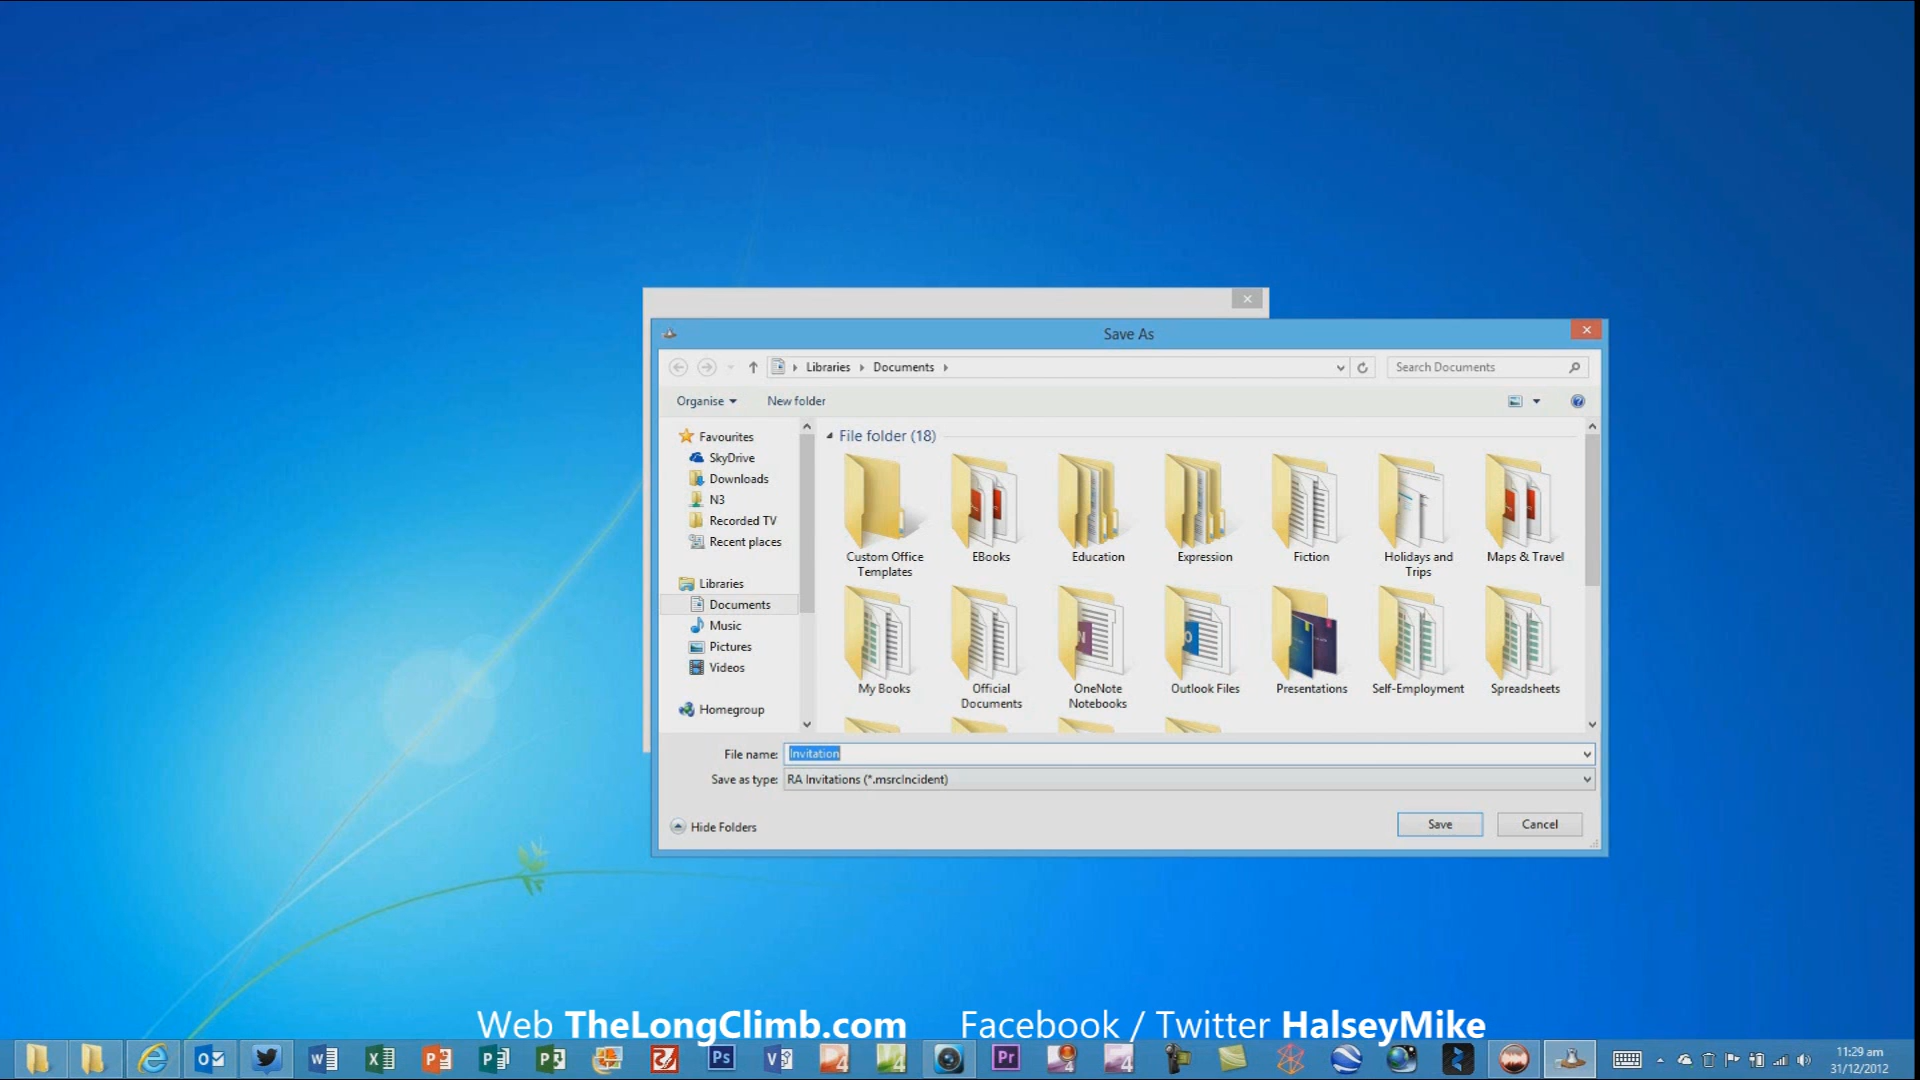 Save As
Libraries Documents
Search Documents
Organise New folder
Favourites
SkyDrive
Downloads
N3
Recorded TV
Recent places
Libraries
Documents
Music
Pictures
Videos
Homegroup
File folder (18)
Custom Office
Templates
EBooks
Education
Expression
Fiction
Holidays and
Trips
Maps & Travel
My Books
Official
Documents
OneNote
Notebooks
Outlook Files
Presentations
Self-Employment
Spreadsheets
File name: Invitation
Save as type: RA Invitations (*.msrcIncident)
Hide Folders
Save
Cancel
Web TheLongClimb.com Facebook / Twitter HalseyMike
Ps
Pr
11:29 am
31/12/2012